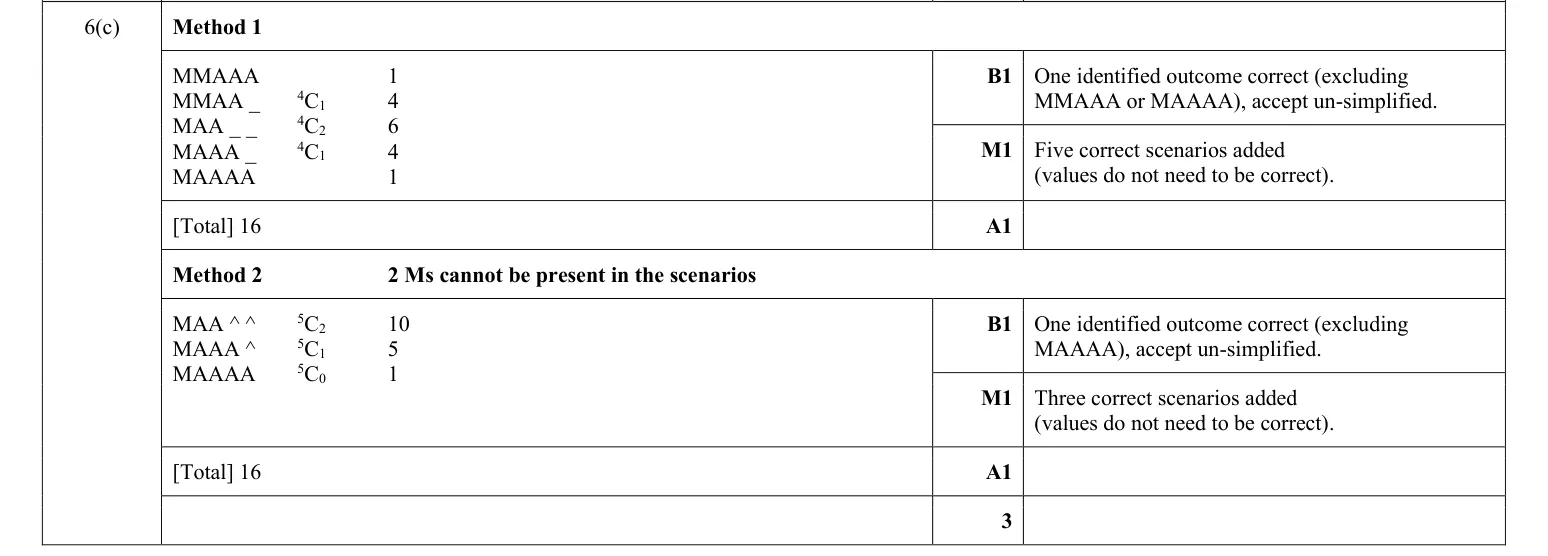 6(c) Method 1
MMAAA 1 B1 One identified outcome correct (excluding
MMAA _ ⁴C₁ 4 MMAAA or MAAAA), accept un-simplified.
MAA _ _ ⁴C₂ 6
MAAA _ ⁴C₁ 4 M1 Five correct scenarios added
MAAAA 1 (values do not need to be correct).
[Total] 16 A1
Method 2 2 Ms cannot be present in the scenarios
MAA ^ ^ ⁵C₂ 10 B1 One identified outcome correct (excluding
MAAA ^ ⁵C₁ 5 MAAAA), accept un-simplified.
MAAAA ⁵C₀ 1
M1 Three correct scenarios added
(values do not need to be correct).
[Total] 16 A1
3